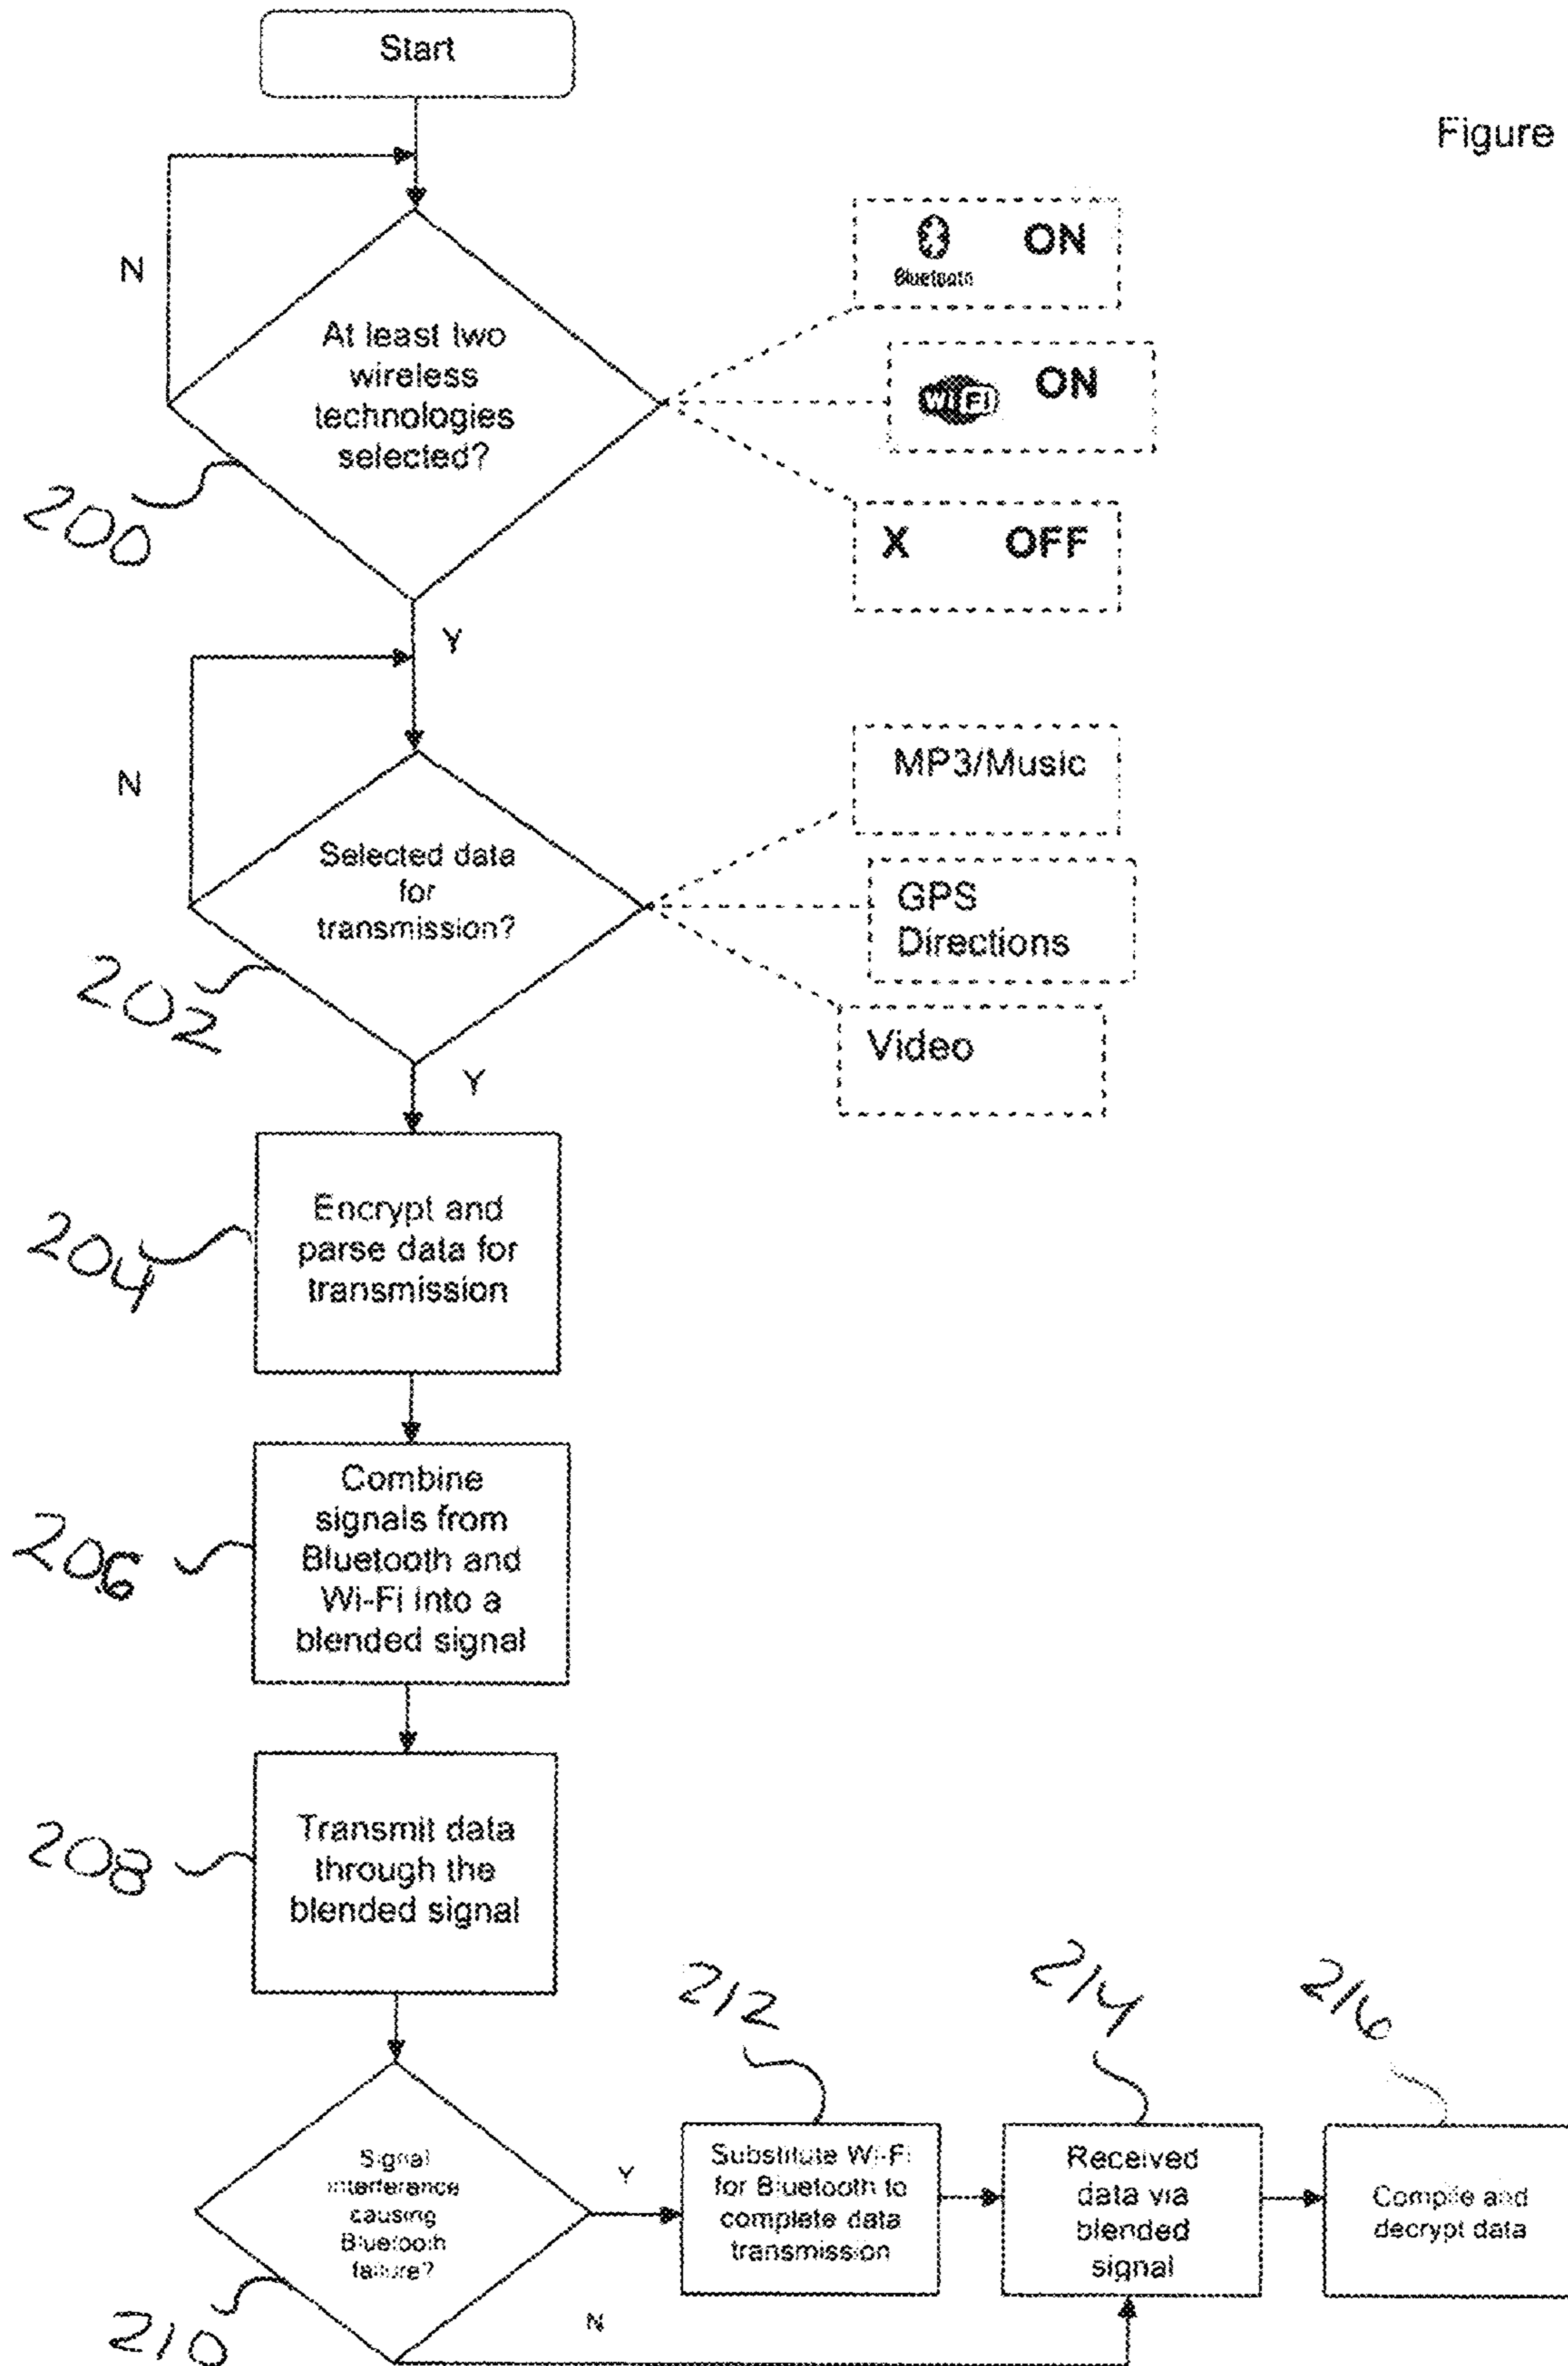 Start
Figure
N
Bluetooth
ON
At least two
wireless
technologies
selected?
Wi Fi
ON
200
X OFF
Y
N
MP3/Music
Selected data
for
transmission?
GPS
Directions
202
Video
Y
204
Encrypt and
parse data for
transmission
206
Combine
signals from
Bluetooth and
Wi-Fi into a
blended signal
208
Transmit data
through the
blended signal
212
214
216
Signal
interference
causing
Bluetooth
failure?
Y
Substitute Wi-Fi
for Bluetooth to
complete data
transmission
Received
data via
blended
signal
Compile and
decrypt data
210
N